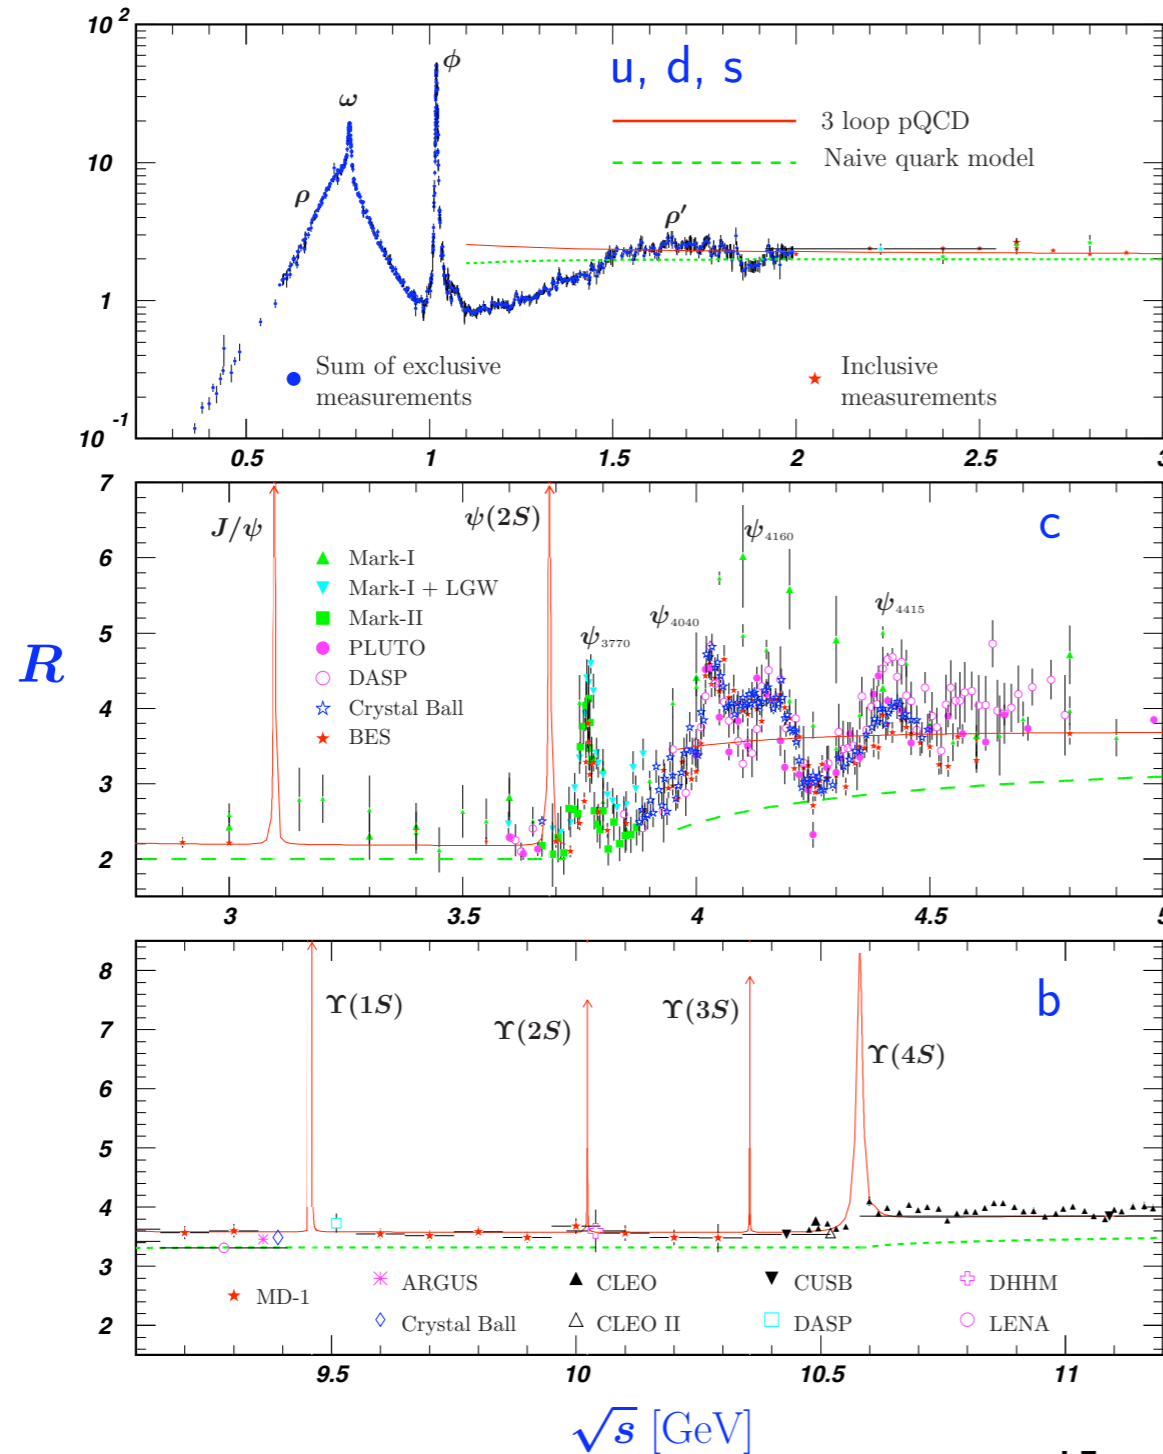 10 2
ϕ
u, d, s
ω
3 loop pQCD
Naive quark model
10
ρ
ρ′
1
Sum of exclusive
measurements
Inclusive
measurements
10 -1
0.5 1 1.5 2 2.5 3
7
J/ψ
ψ(2S)
ψ4160
c
Mark-I
6
Mark-I + LGW
ψ4415
Mark-II
ψ4040
ψ3770
PLUTO
5
R
DASP
Crystal Ball
4
BES
3
2
3 3.5 4 4.5 5
8
Υ(1S)
Υ(2S)
Υ(3S)
b
7
Υ(4S)
6
5
4
3
MD-1
ARGUS
CLEO
CUSB
DHHM
Crystal Ball
CLEO II
DASP
LENA
2
9.5 10 10.5 11
√s [GeV]